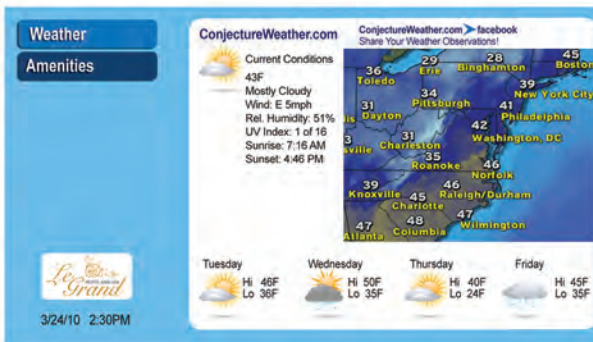 Weather
Amenities
ConjectureWeather.com
Current Conditions
43F
Mostly Cloudy
Wind: E 5mph
Rel. Humidity: 51%
UV Index: 1 of 16
Sunrise: 7:16 AM
Sunset: 4:46 PM
ConjectureWeather.com facebook
Share Your Weather Observations!
36
Toledo
29
Erie
28
Binghamton
45
Boston
39
New York City
34
Pittsburgh
31
Dayton
41
Philadelphia
42
Washington, DC
31
Charleston
35
Roanoke
46
Norfolk
39
Knoxville
46
Raleigh/Durham
45
Charlotte
47
Atlanta
48
Columbia
47
Wilmington
Tuesday
Hi 46F
Lo 36F
Wednesday
Hi 50F
Lo 35F
Thursday
Hi 40F
Lo 24F
Friday
Hi 45F
Lo 35F
Le
Grand
3/24/10 2:30PM